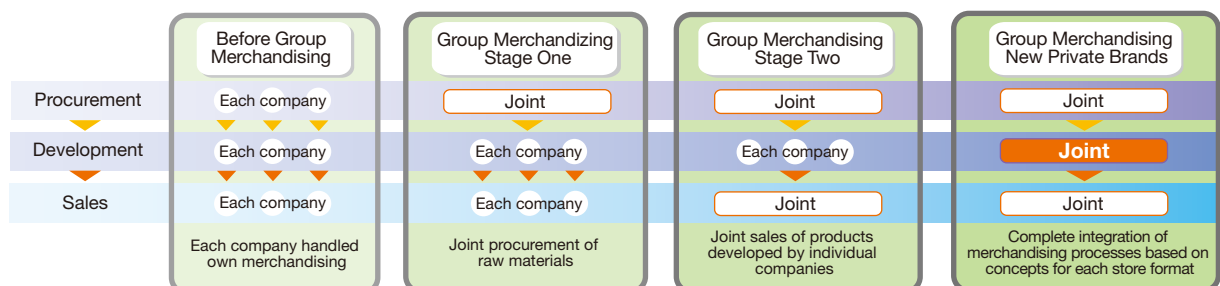 Before Group
Merchandising
Group Merchandizing
Stage One
Group Merchandising
Stage Two
Group Merchandising
New Private Brands
Procurement
Each company
Joint
Joint
Joint
Development
Each company
Each company
Each company
Joint
Sales
Each company
Each company
Joint
Joint
Each company handled
own merchandising
Joint procurement of
raw materials
Joint sales of products
developed by individual
companies
Complete integration of
merchandising processes based on
concepts for each store format